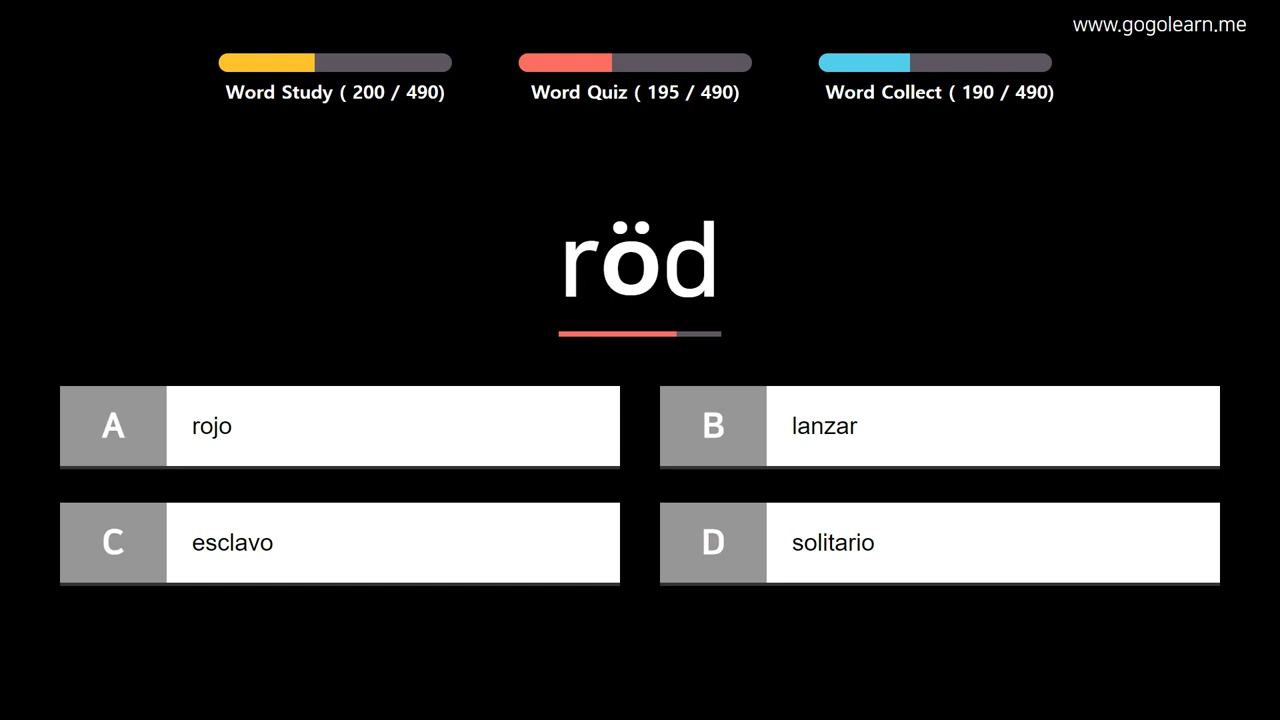 www.gogolearn.me
Word Study ( 200 / 490)
Word Quiz ( 195 / 490)
Word Collect ( 190 / 490)
röd
A rojo
B lanzar
C esclavo
D solitario